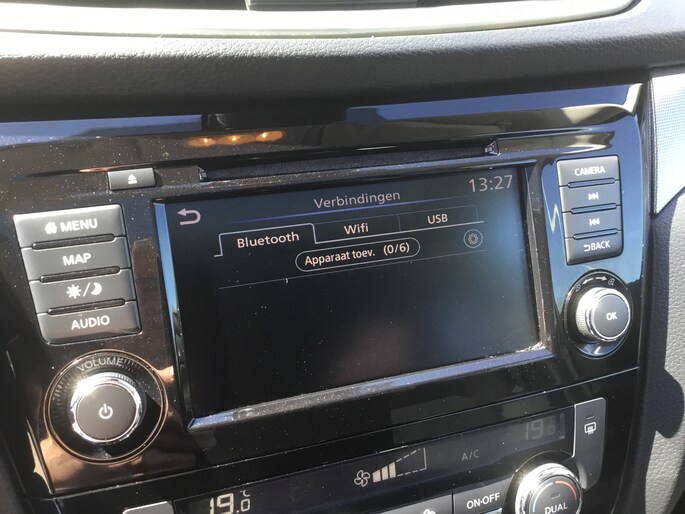 Verbindingen
13:27
Bluetooth
Wifi
USB
Apparaat toev. (0/6)
MENU
MAP
AUDIO
VOLUME
CAMERA
BACK
OK
19.0
°C
A/C
ON·OFF
DUAL